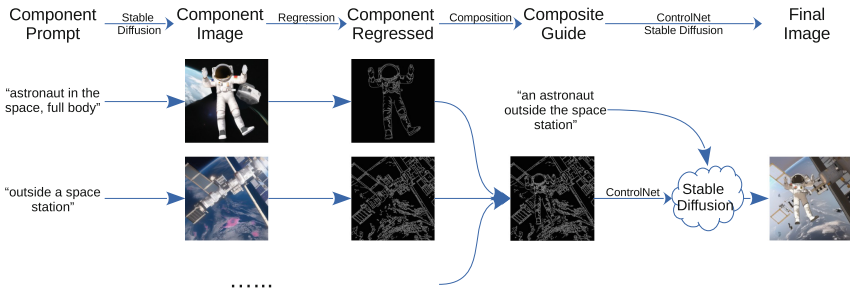 Component Prompt
Stable Diffusion
Component Image
Regression
Component Regressed
Composition
Composite Guide
ControlNet
Stable Diffusion
Final Image
“astronaut in the
space, full body”
“an astronaut
outside the space
station”
“outside a space
station”
ControlNet
Stable
Diffusion
......